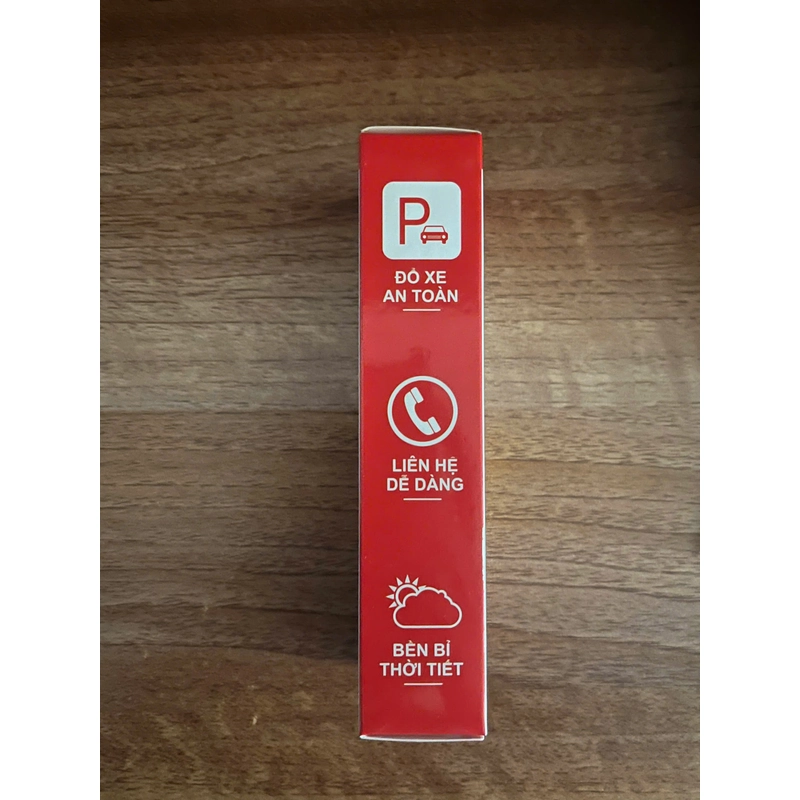 P
ĐỖ XE
AN TOÀN
LIÊN HỆ
DỄ DÀNG
BỀN BỈ
THỜI TIẾT